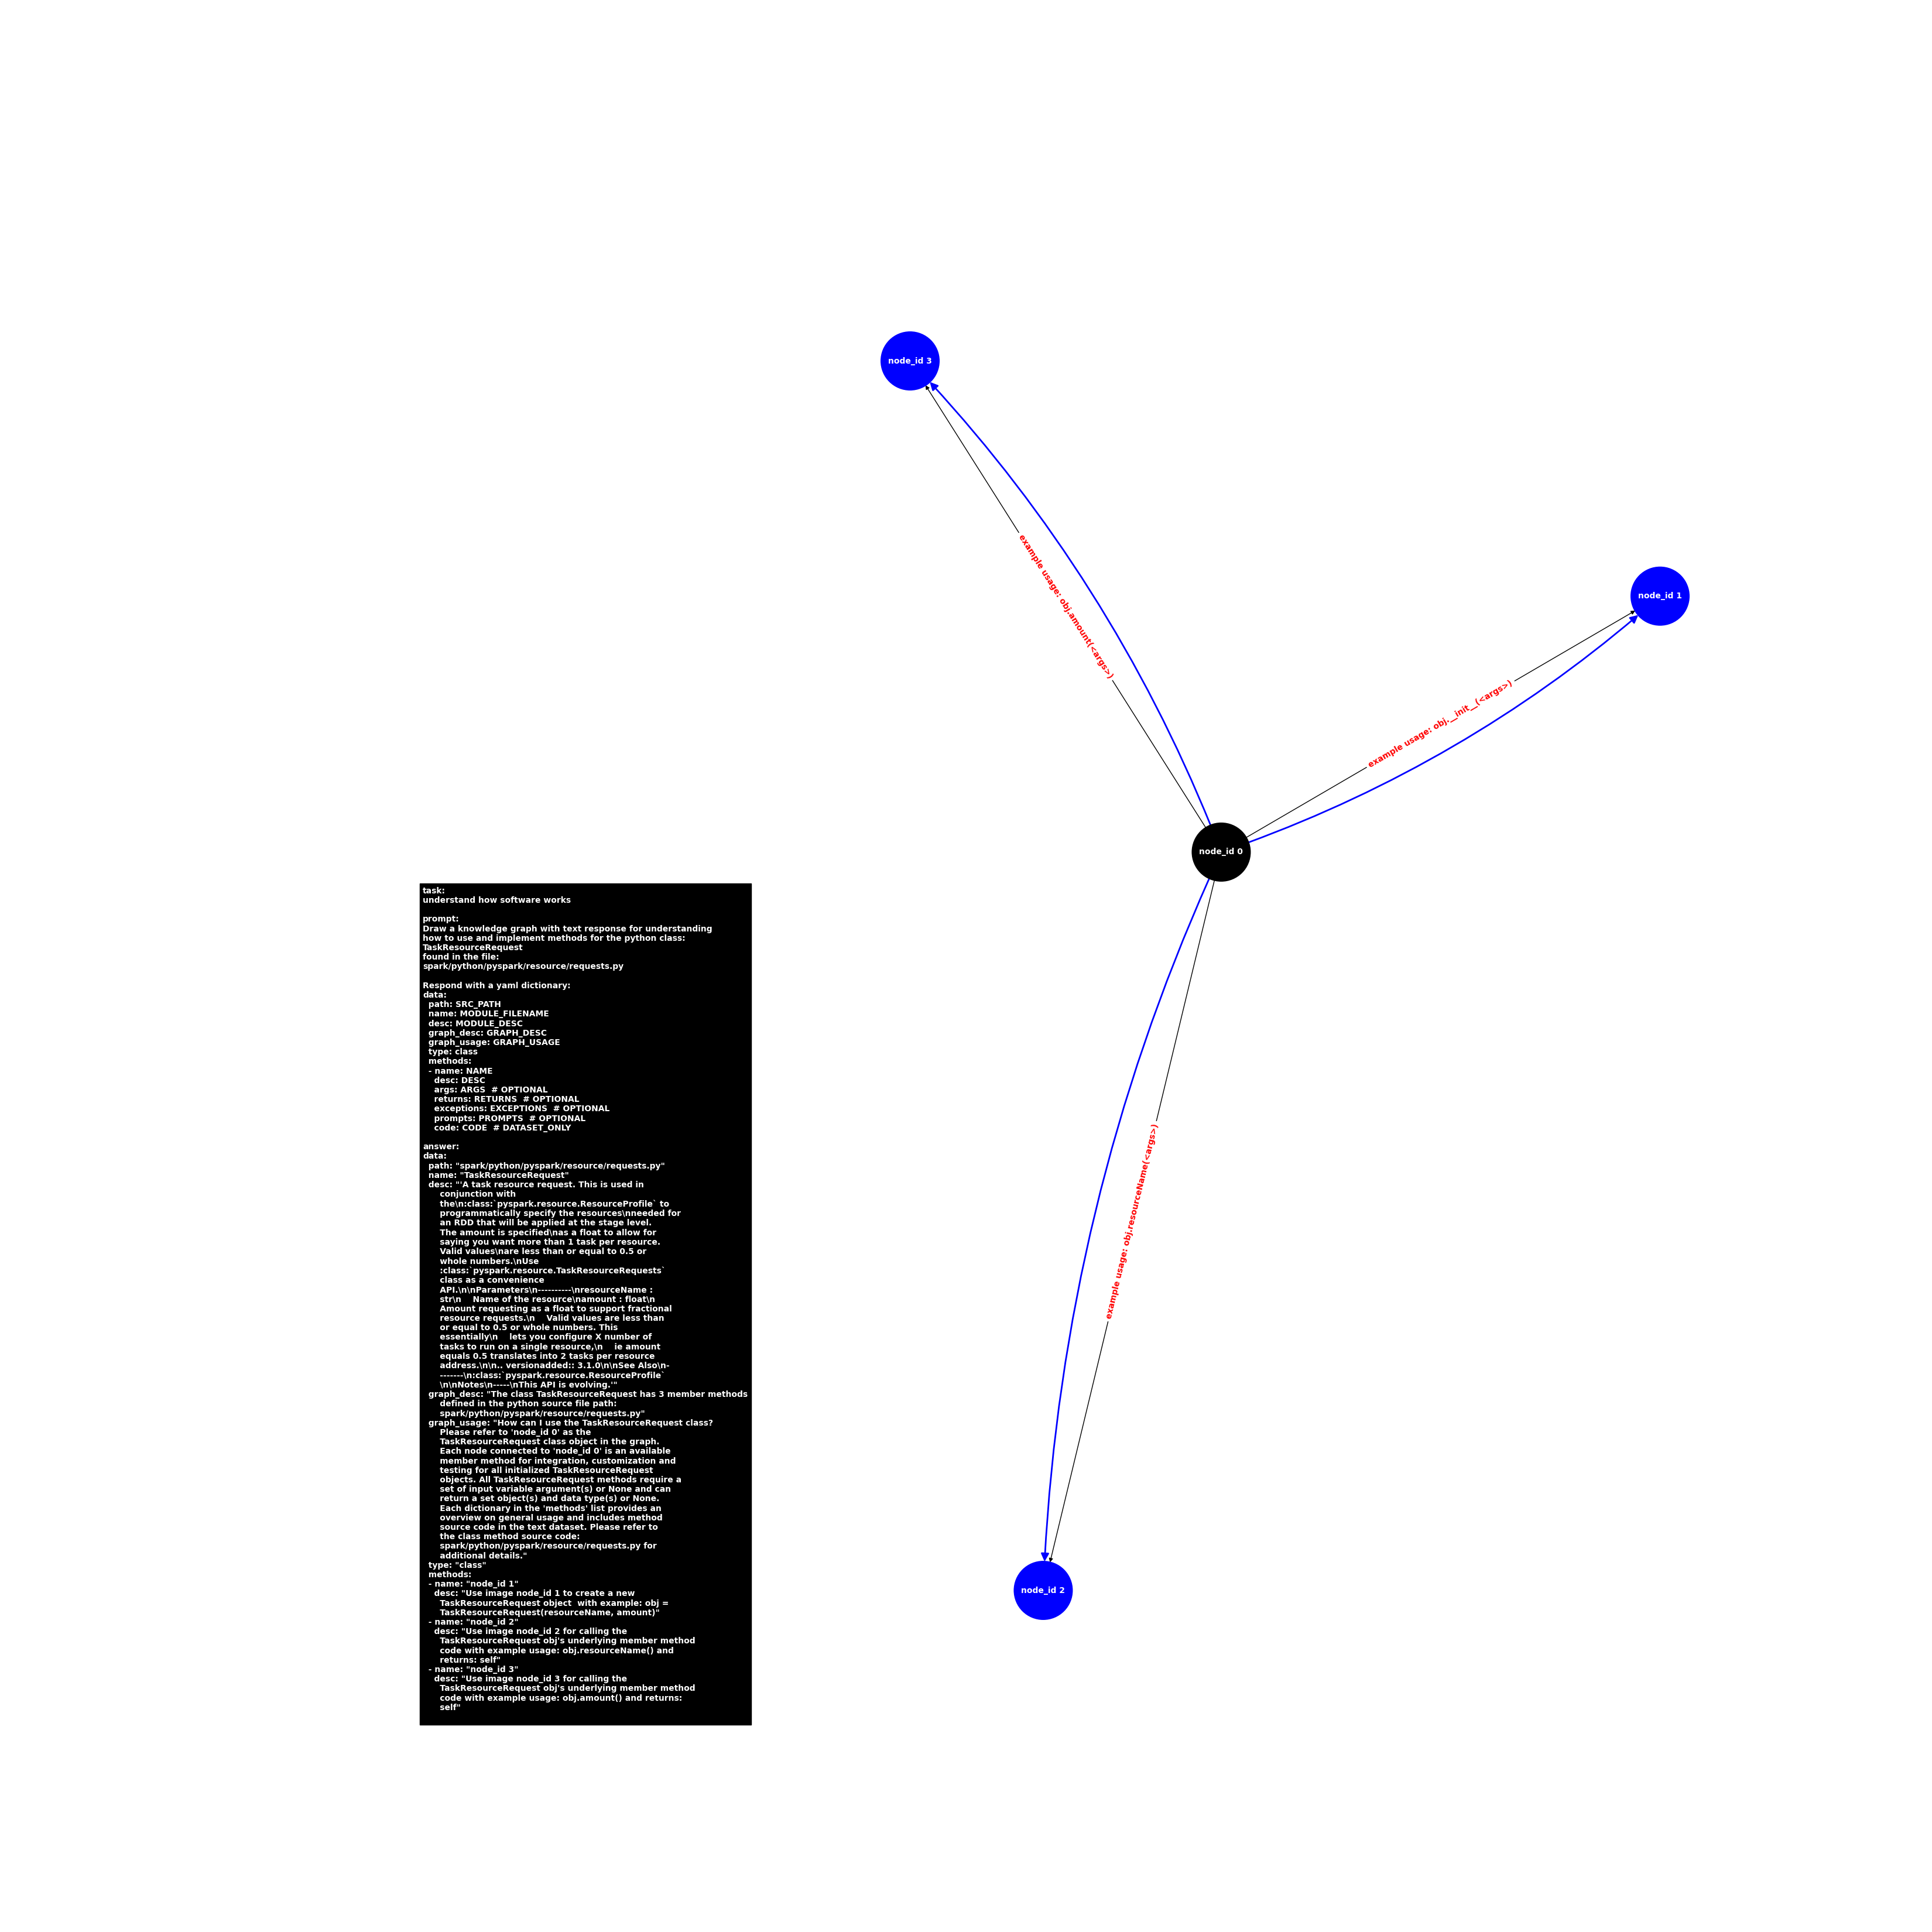 node_id 3
node_id 1
example usage: obj.amount(<args>)
example usage: obj.__init__(<args>)
node_id 0
task:
understand how software works

prompt:
Draw a knowledge graph with text response for understanding
how to use and implement methods for the python class:
TaskResourceRequest
found in the file:
spark/python/pyspark/resource/requests.py

Respond with a yaml dictionary:
data:
  path: SRC_PATH
  name: MODULE_FILENAME
  desc: MODULE_DESC
  graph_desc: GRAPH_DESC
  graph_usage: GRAPH_USAGE
  type: class
  methods:
  - name: NAME
    desc: DESC
    args: ARGS  # OPTIONAL
    returns: RETURNS  # OPTIONAL
    exceptions: EXCEPTIONS  # OPTIONAL
    prompts: PROMPTS  # OPTIONAL
    code: CODE  # DATASET_ONLY

answer:
data:
  path: "spark/python/pyspark/resource/requests.py"
  name: "TaskResourceRequest"
  desc: "'A task resource request. This is used in
      conjunction with
      the\n:class:`pyspark.resource.ResourceProfile` to
      programmatically specify the resources\nneeded for
      an RDD that will be applied at the stage level.
      The amount is specified\nas a float to allow for
      saying you want more than 1 task per resource.
      Valid values\nare less than or equal to 0.5 or
      whole numbers.\nUse
      :class:`pyspark.resource.TaskResourceRequests`
      class as a convenience
      API.\n\nParameters\n----------\nresourceName :
      str\n    Name of the resource\namount : float\n
      Amount requesting as a float to support fractional
      resource requests.\n    Valid values are less than
      or equal to 0.5 or whole numbers. This
      essentially\n    lets you configure X number of
      tasks to run on a single resource,\n    ie amount
      equals 0.5 translates into 2 tasks per resource
      address.\n\n.. versionadded:: 3.1.0\n\nSee Also\n-
      -------\n:class:`pyspark.resource.ResourceProfile`
      \n\nNotes\n-----\nThis API is evolving.'"
  graph_desc: "The class TaskResourceRequest has 3 member methods
      defined in the python source file path:
      spark/python/pyspark/resource/requests.py"
  graph_usage: "How can I use the TaskResourceRequest class?
      Please refer to 'node_id 0' as the
      TaskResourceRequest class object in the graph.
      Each node connected to 'node_id 0' is an available
      member method for integration, customization and
      testing for all initialized TaskResourceRequest
      objects. All TaskResourceRequest methods require a
      set of input variable argument(s) or None and can
      return a set object(s) and data type(s) or None.
      Each dictionary in the 'methods' list provides an
      overview on general usage and includes method
      source code in the text dataset. Please refer to
      the class method source code:
      spark/python/pyspark/resource/requests.py for
      additional details."
  type: "class"
  methods:
  - name: "node_id 1"
    desc: "Use image node_id 1 to create a new
      TaskResourceRequest object  with example: obj =
      TaskResourceRequest(resourceName, amount)"
  - name: "node_id 2"
    desc: "Use image node_id 2 for calling the
      TaskResourceRequest obj's underlying member method
      code with example usage: obj.resourceName() and
      returns: self"
  - name: "node_id 3"
    desc: "Use image node_id 3 for calling the
      TaskResourceRequest obj's underlying member method
      code with example usage: obj.amount() and returns:
      self"
example usage: obj.resourceName(<args>)
node_id 2